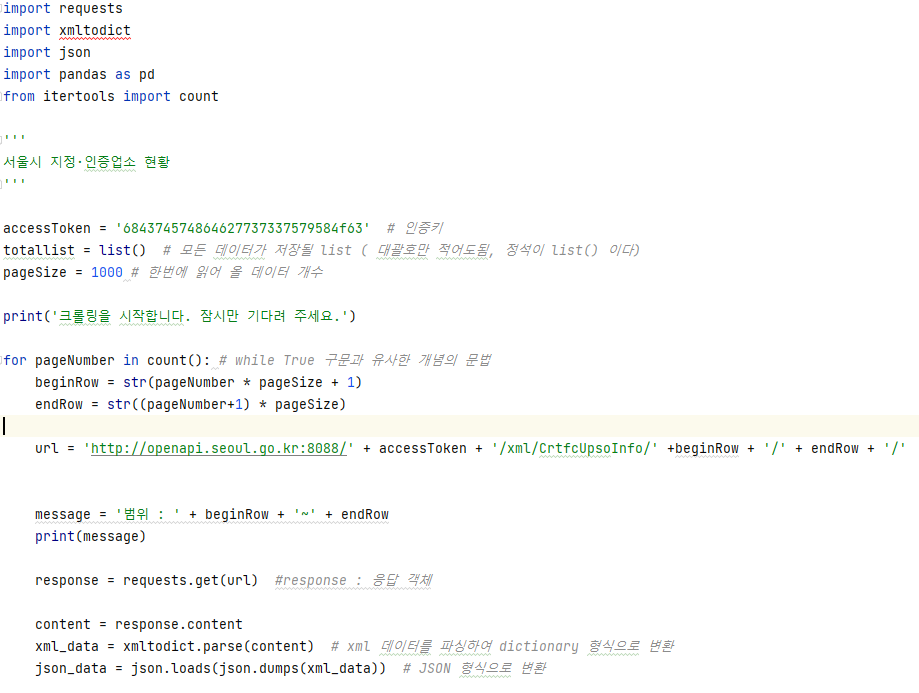 import requests
import xmltodict
import json
import pandas as pd
from itertools import count
'''
서울시 지정·인증업소 현황
'''
accessToken = '6843745748646277373375795​84f63'  # 인증키
totallist = list()  # 모든 데이터가 저장될 list ( 대괄호만 적어도됨, 정석이 list() 이다)
pageSize = 1000 # 한번에 읽어 올 데이터 개수
print('크롤링을 시작합니다. 잠시만 기다려 주세요.')
for pageNumber in count(): # while True 구문과 유사한 개념의 문법
    beginRow = str(pageNumber * pageSize + 1)
    endRow = str((pageNumber+1) * pageSize)
    url = 'http://openapi.seoul.go.kr:8088/' + accessToken + '/xml/CrtfcUpsoInfo/' +beginRow + '/' + endRow + '/'
    message = '범위 : ' + beginRow + '~' + endRow
    print(message)
    response = requests.get(url)  #response : 응답 객체
    content = response.content
    xml_data = xmltodict.parse(content)  # xml 데이터를 파싱하여 dictionary 형식으로 변환
    json_data = json.loads(json.dumps(xml_data))  # JSON 형식으로 변환